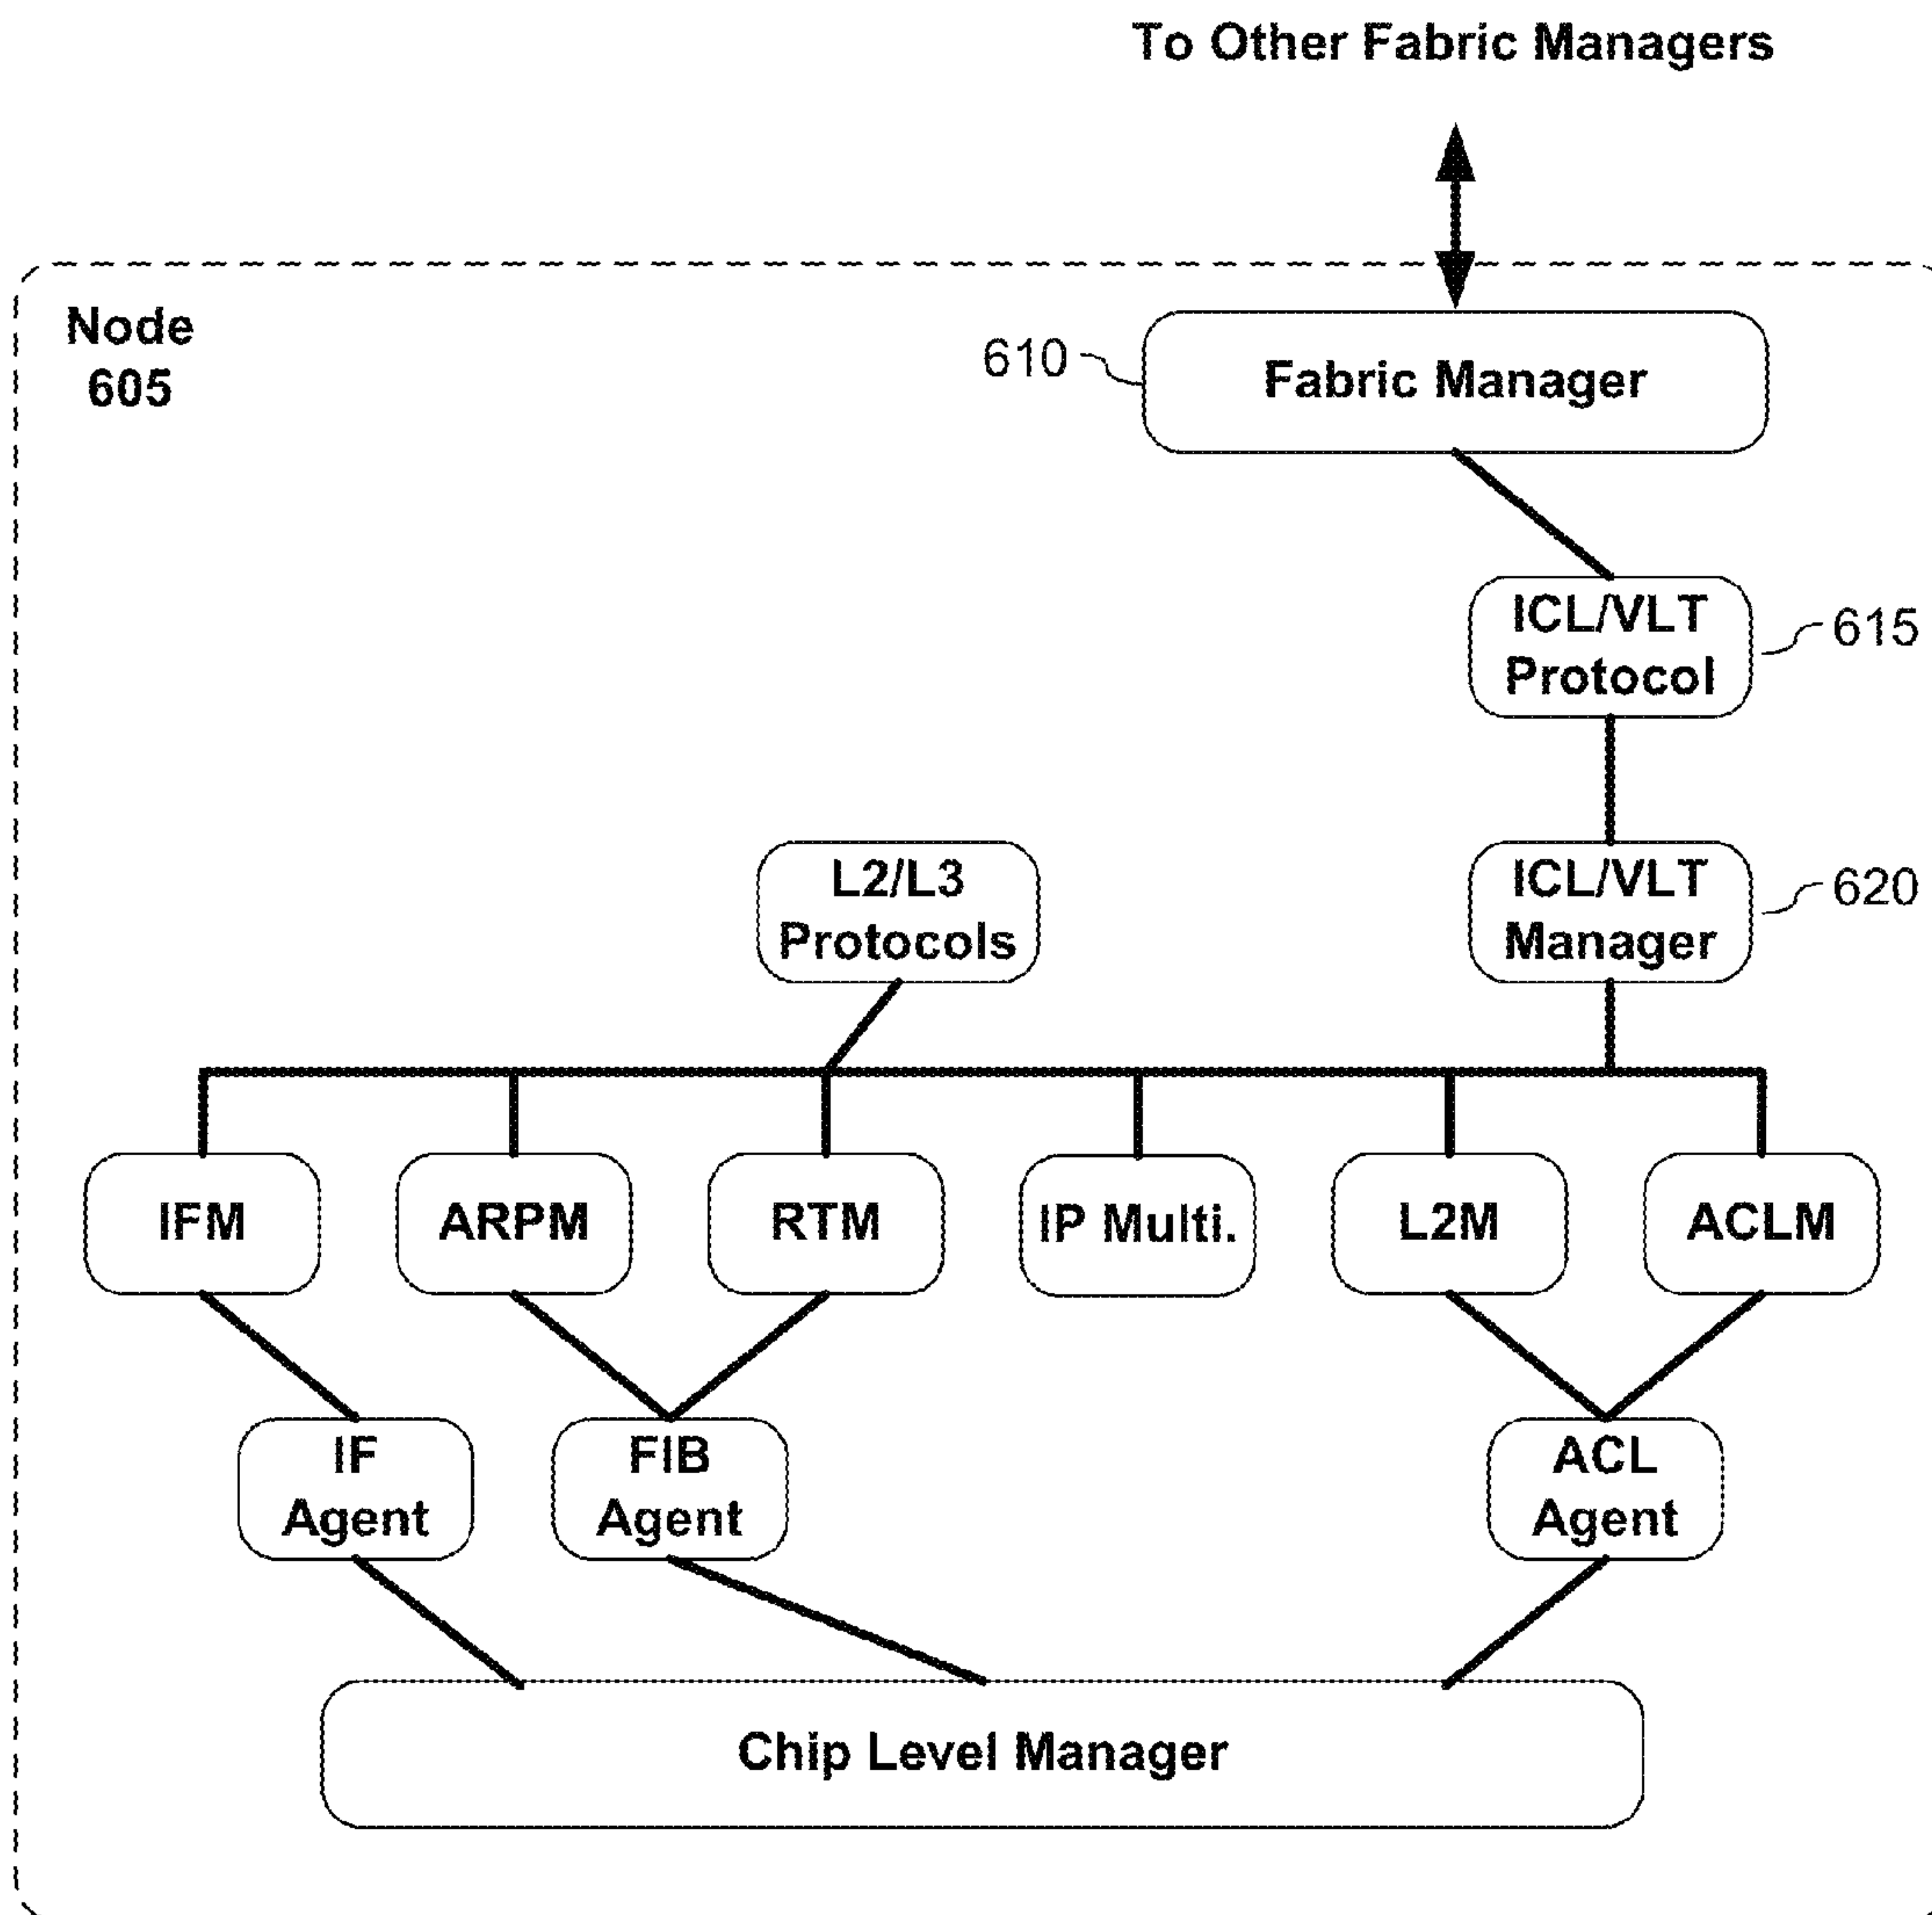 To Other Fabric Managers
Node
605
610
Fabric Manager
ICL/VLT
Protocol
615
L2/L3
Protocols
ICL/VLT
Manager
620
IFM
ARPM
RTM
IP Multi.
L2M
ACLM
IF
Agent
FIB
Agent
ACL
Agent
Chip Level Manager